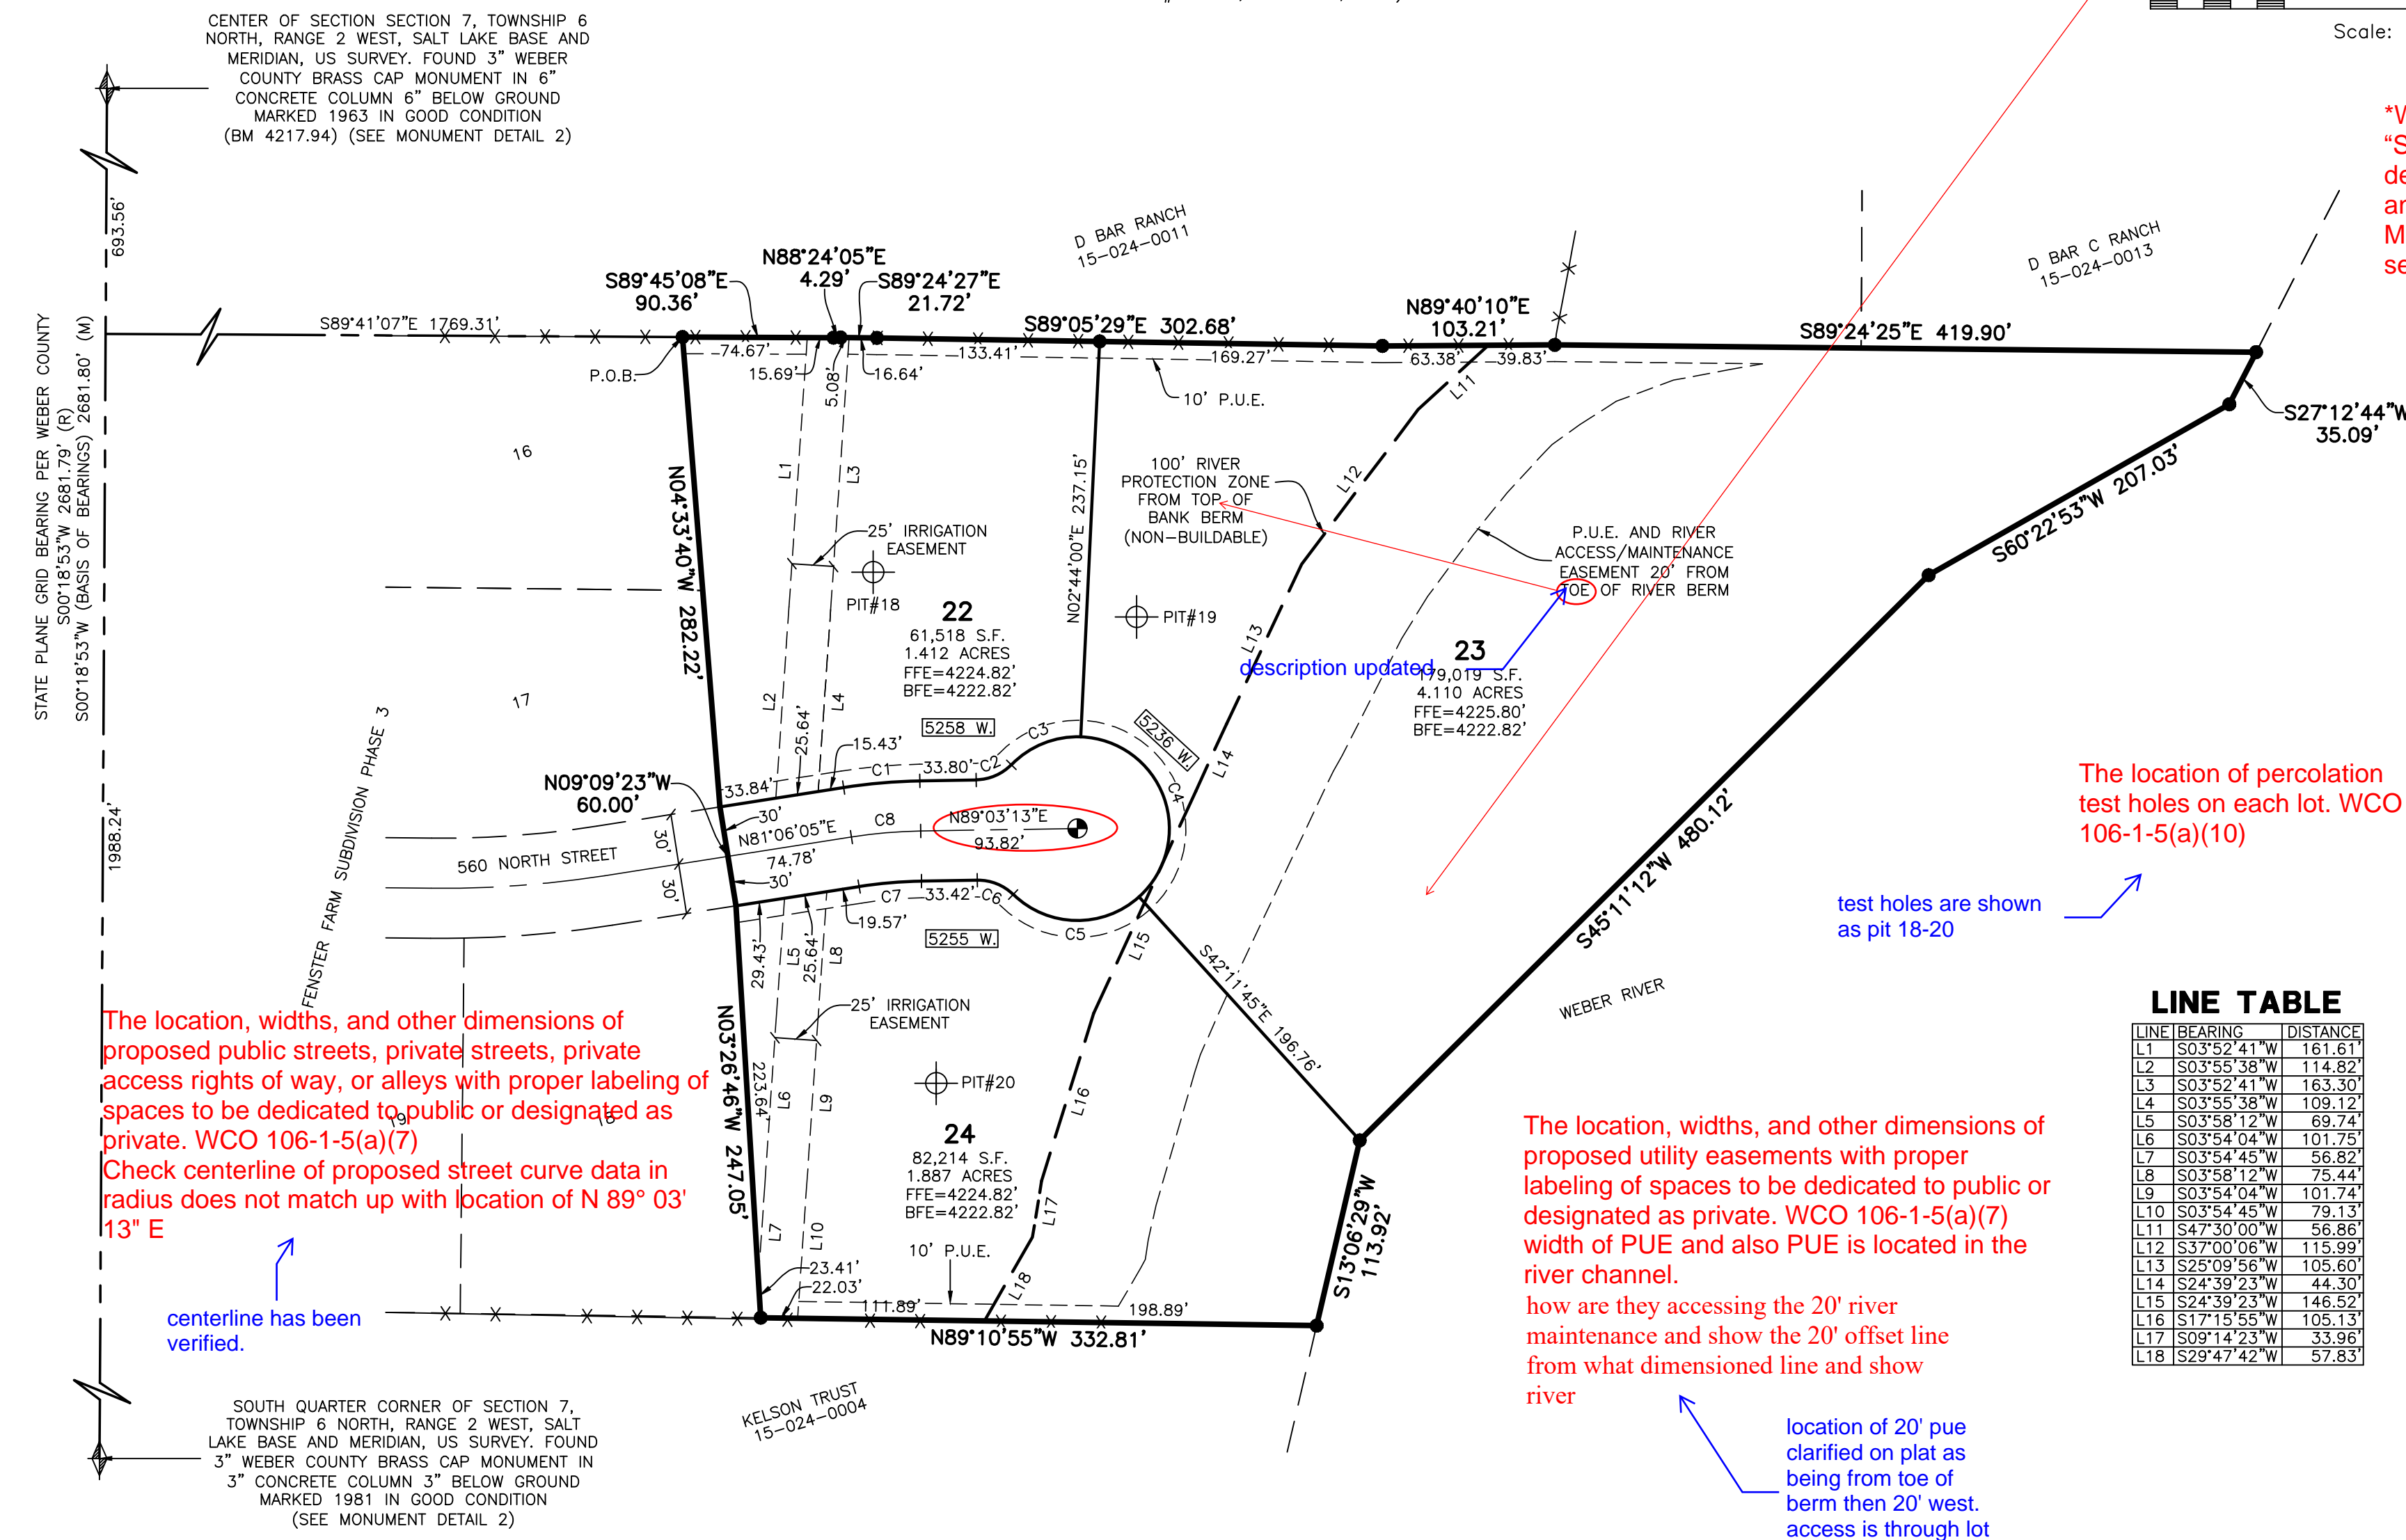 CENTER OF SECTION SECTION 7, TOWNSHIP 6
NORTH, RANGE 2 WEST, SALT LAKE BASE AND
MERIDIAN, US SURVEY. FOUND 3" WEBER
COUNTY BRASS CAP MONUMENT IN 6"
CONCRETE COLUMN 6" BELOW GROUND
MARKED 1963 IN GOOD CONDITION
(BM 4217.94) (SEE MONUMENT DETAIL 2)
Scale:
693.56'
STATE PLANE GRID BEARING PER WEBER COUNTY
S00°18'53"W 2681.79' (R)
S00°18'53"W (BASIS OF BEARINGS) 2681.80' (M)
1988.24'
S89°41'07"E 1769.31'
S89°45'08"E
90.36'
N88°24'05"E
4.29'
S89°24'27"E
21.72'
D BAR RANCH
15-024-0011
S89°05'29"E 302.68'
N89°40'10"E
103.21'
S89°24'25"E 419.90'
D BAR C RANCH
15-024-0013
S27°12'44"W
35.09'
S60°22'53"W 207.03'
S45°11'12"W 480.12'
P.O.B.
74.67'
15.69'
5.08'
16.64'
133.41'
169.27'
63.38'
39.83'
10' P.U.E.
L11
L12
L13
L14
L1
L3
L2
L4
N04°33'40"W 282.22'
N02°44'00"E 237.15'
16
17
25' IRRIGATION
EASEMENT
PIT#18
22
61,518 S.F.
1.412 ACRES
FFE=4224.82'
BFE=4222.82'
5258 W.
PIT#19
100' RIVER
PROTECTION ZONE
FROM TOP OF
BANK BERM
(NON-BUILDABLE)
P.U.E. AND RIVER
ACCESS/MAINTENANCE
EASEMENT 20' FROM
TOE OF RIVER BERM
description updated
23
179,019 S.F.
4.110 ACRES
FFE=4225.80'
BFE=4222.82'
5236 W.
FENSTER FARM SUBDIVISION PHASE 3
N09°09'23"W
60.00'
33.84'
25.64'
15.43'
C1
33.80'
C2
C3
C4
30'
N81°06'05"E
74.78'
30'
C8
N89°03'13"E
93.82'
560 NORTH STREET
30'
30'
C7
33.42'
C6
C5
19.57'
5255 W.
29.43'
L5
25.64'
L8
L15
S42°11'45"E 196.76'
25' IRRIGATION
EASEMENT
N03°26'46"W 247.05'
223.64'
L6
L9
PIT#20
L16
24
82,214 S.F.
1.887 ACRES
FFE=4224.82'
BFE=4222.82'
L7
L10
L17
L18
10' P.U.E.
23.41'
22.03'
111.89'
198.89'
N89°10'55"W 332.81'
S13°06'29"W
113.92'
WEBER RIVER
19
18
The location, widths, and other dimensions of
proposed public streets, private streets, private
access rights of way, or alleys with proper labeling of
spaces to be dedicated to public or designated as
private. WCO 106-1-5(a)(7)
Check centerline of proposed street curve data in
radius does not match up with location of N 89° 03'
13" E
centerline has been
verified.
The location of percolation
test holes on each lot. WCO
106-1-5(a)(10)
test holes are shown
as pit 18-20
The location, widths, and other dimensions of
proposed utility easements with proper
labeling of spaces to be dedicated to public or
designated as private. WCO 106-1-5(a)(7)
width of PUE and also PUE is located in the
river channel.
how are they accessing the 20' river
maintenance and show the 20' offset line
from what dimensioned line and show
river
location of 20' pue
clarified on plat as
being from toe of
berm then 20' west.
access is through lot
LINE TABLE
LINE BEARING DISTANCE
L1 S03°52'41"W 161.61'
L2 S03°55'38"W 114.82'
L3 S03°52'41"W 163.30'
L4 S03°55'38"W 109.12'
L5 S03°58'12"W 69.74'
L6 S03°54'04"W 101.75'
L7 S03°54'45"W 56.82'
L8 S03°58'12"W 75.44'
L9 S03°54'04"W 101.74'
L10 S03°54'45"W 79.13'
L11 S47°30'00"W 56.86'
L12 S37°00'06"W 115.99'
L13 S25°09'56"W 105.60'
L14 S24°39'23"W 44.30'
L15 S24°39'23"W 146.52'
L16 S17°15'55"W 105.13'
L17 S09°14'23"W 33.96'
L18 S29°47'42"W 57.83'
KELSON TRUST
15-024-0004
SOUTH QUARTER CORNER OF SECTION 7,
TOWNSHIP 6 NORTH, RANGE 2 WEST, SALT
LAKE BASE AND MERIDIAN, US SURVEY. FOUND
3" WEBER COUNTY BRASS CAP MONUMENT IN
3" CONCRETE COLUMN 3" BELOW GROUND
MARKED 1981 IN GOOD CONDITION
(SEE MONUMENT DETAIL 2)